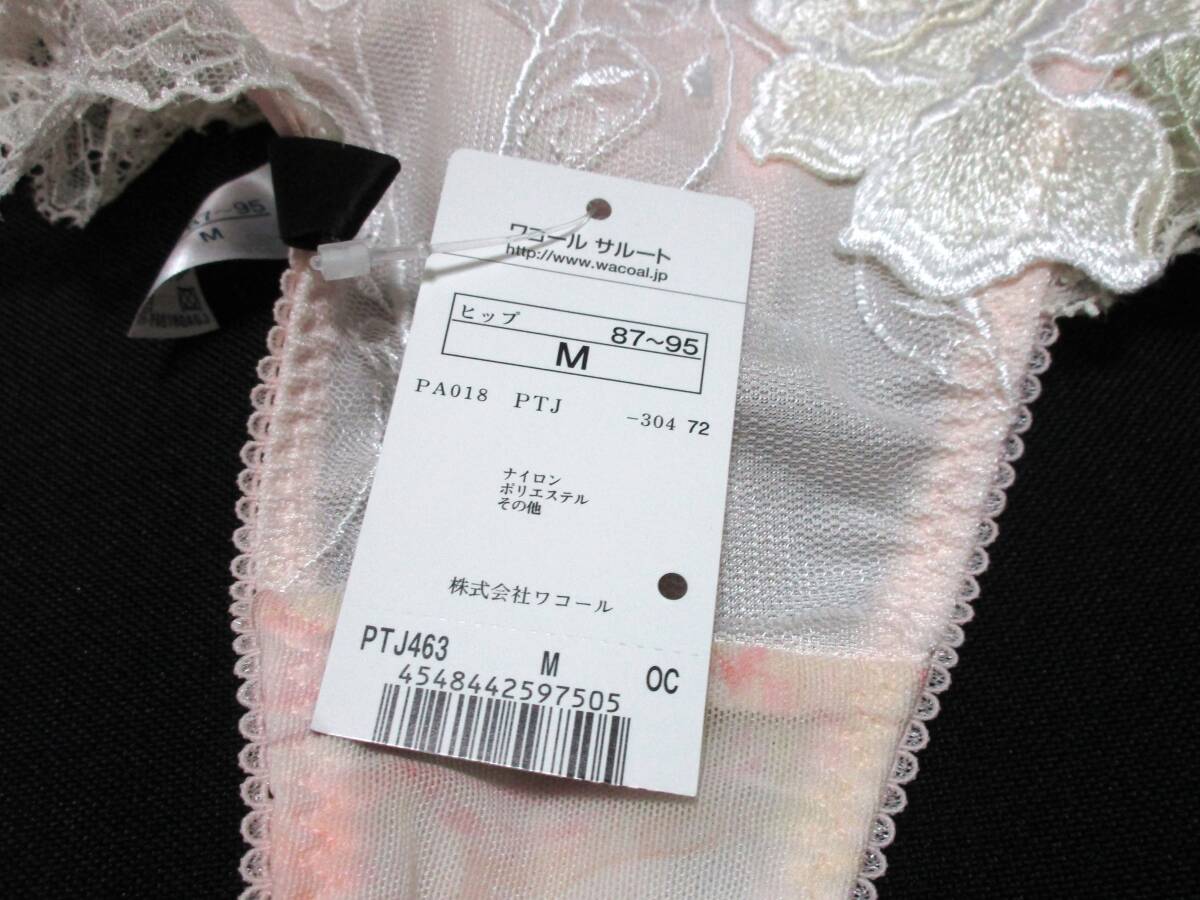 ワコール サルート
http://www.wacoal.jp
ヒップ 87~95
M
PA018 PTJ -304 72
ナイロン
ポリエステル
その他
株式会社ワコール
PTJ463 M OC
4548442597505
7~95
M